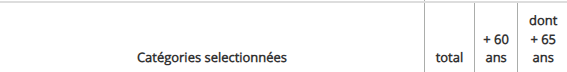 dont
+ 60 + 65
Catégories selectionnées total ans ans